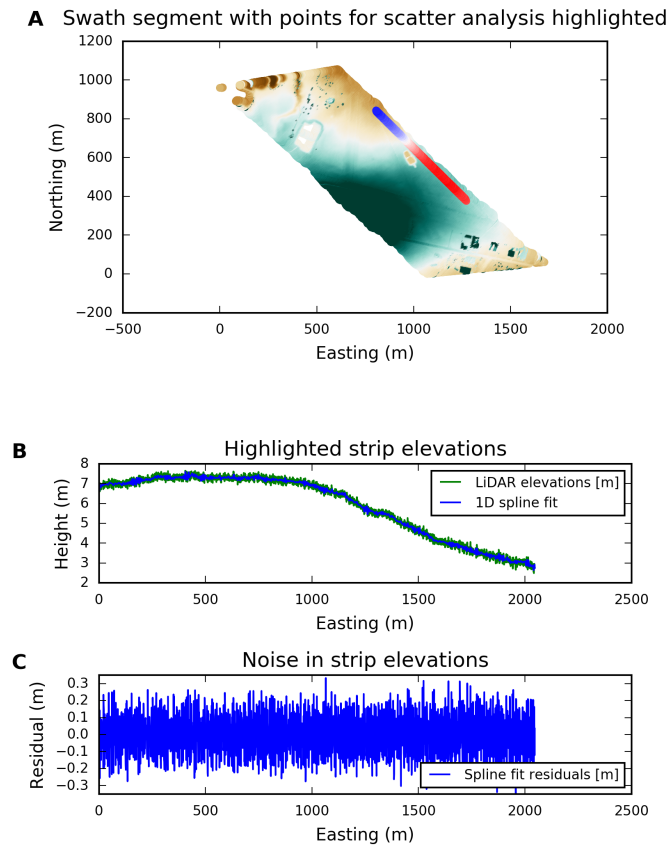 A Swath segment with points for scatter analysis highlighted
1200
1000
800
600
400
200
0
−200
Northing (m)
−500 0 500 1000 1500 2000
Easting (m)
B Highlighted strip elevations
8
7
6
5
4
3
2
Height (m)
LiDAR elevations [m]
1D spline fit
0 500 1000 1500 2000 2500
Easting (m)
C Noise in strip elevations
0.3
0.2
0.1
0.0
−0.1
−0.2
−0.3
Residual (m)
Spline fit residuals [m]
0 500 1000 1500 2000 2500
Easting (m)